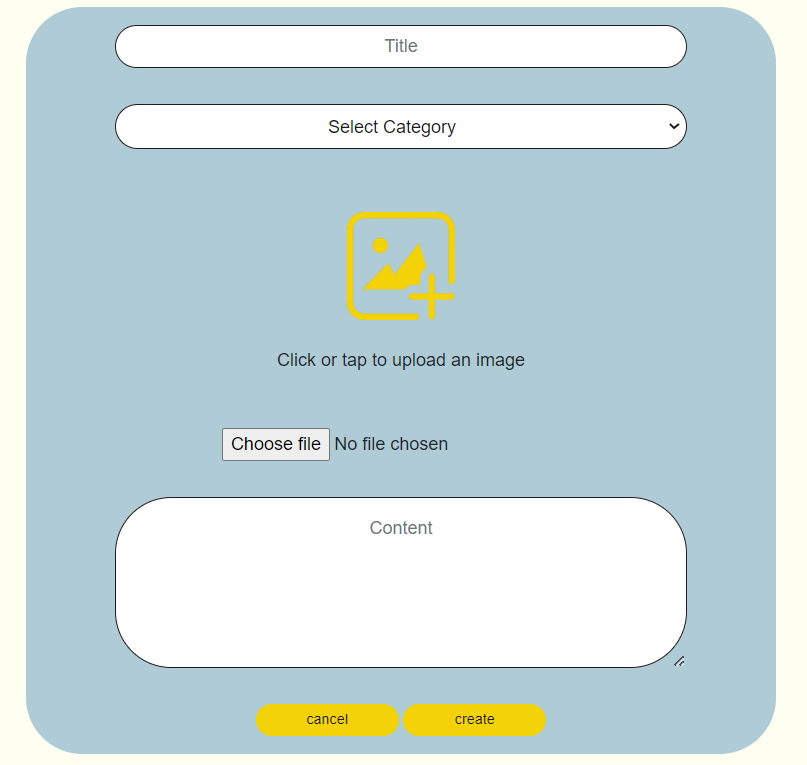 Title
Select Category
Click or tap to upload an image
Choose file No file chosen
Content
cancel create